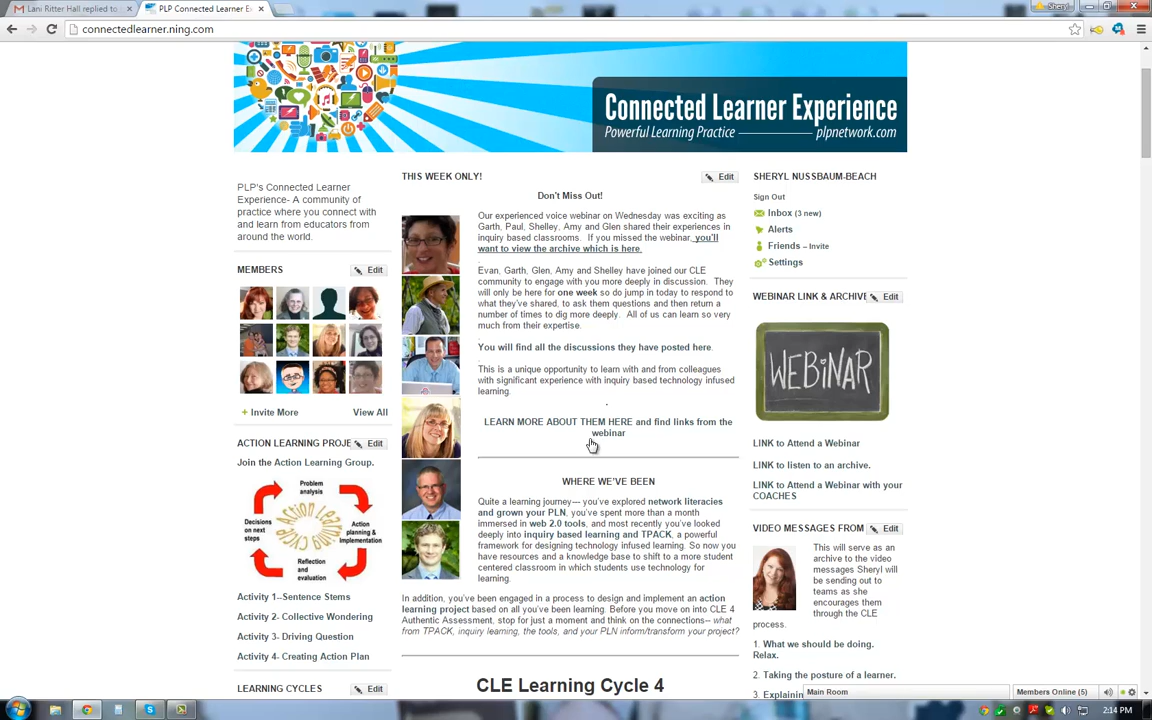 Lani Ritter Hall replied to
PLP Connected Learner E
Sheryl
connectedlearner.ning.com
Connected Learner Experience
Powerful Learning Practice plpnetwork.com
PLP's Connected Learner
Experience- A community of
practice where you connect with
and learn from educators from
around the world.
MEMBERS
Edit
+ Invite More
View All
ACTION LEARNING PROJE
Edit
Join the Action Learning Group.
Problem
analysis
Decisions
on next
steps
Action Learning
Action
planning &
Implementation
Reflection
and
evaluation
Activity 1--Sentence Stems
Activity 2- Collective Wondering
Activity 3- Driving Question
Activity 4- Creating Action Plan
LEARNING CYCLES
Edit
THIS WEEK ONLY!
Edit
Don't Miss Out!
Our experienced voice webinar on Wednesday was exciting as
Garth, Paul, Shelley, Amy and Glen shared their experiences in
inquiry based classrooms. If you missed the webinar, you'll
want to view the archive which is here.
.
Evan, Garth, Glen, Amy and Shelley have joined our CLE
community to engage with you more deeply in discussion. They
will only be here for one week so do jump in today to respond to
what they've shared, to ask them questions and then return a
number of times to dig more deeply. All of us can learn so very
much from their expertise.
.
You will find all the discussions they have posted here.
.
This is a unique opportunity to learn with and from colleagues
with significant experience with inquiry based technology infused
learning.
.
LEARN MORE ABOUT THEM HERE and find links from the
webinar
WHERE WE'VE BEEN
Quite a learning journey--- you've explored network literacies
and grown your PLN, you've spent more than a month
immersed in web 2.0 tools, and most recently you've looked
deeply into inquiry based learning and TPACK, a powerful
framework for designing technology infused learning. So now you
have resources and a knowledge base to shift to a more student
centered classroom in which students use technology for
learning.
In addition, you've been engaged in a process to design and implement an action
learning project based on all you've been learning. Before you move on into CLE 4
Authentic Assessment, stop for just a moment and think on the connections-- what
from TPACK, inquiry learning, the tools, and your PLN inform/transform your project?
CLE Learning Cycle 4
SHERYL NUSSBAUM-BEACH
Sign Out
Inbox (3 new)
Alerts
Friends – Invite
Settings
WEBINAR LINK & ARCHIVE
Edit
WEBiNAR
LINK to Attend a Webinar
LINK to listen to an archive.
LINK to Attend a Webinar with your
COACHES
VIDEO MESSAGES FROM
Edit
This will serve as an
archive to the video
messages Sheryl will
be sending out to
teams as she
encourages them
through the CLE
process.
1. What we should be doing.
Relax.
2. Taking the posture of a learner.
3. Explainin
Main Room
Members Online (5)
2:14 PM